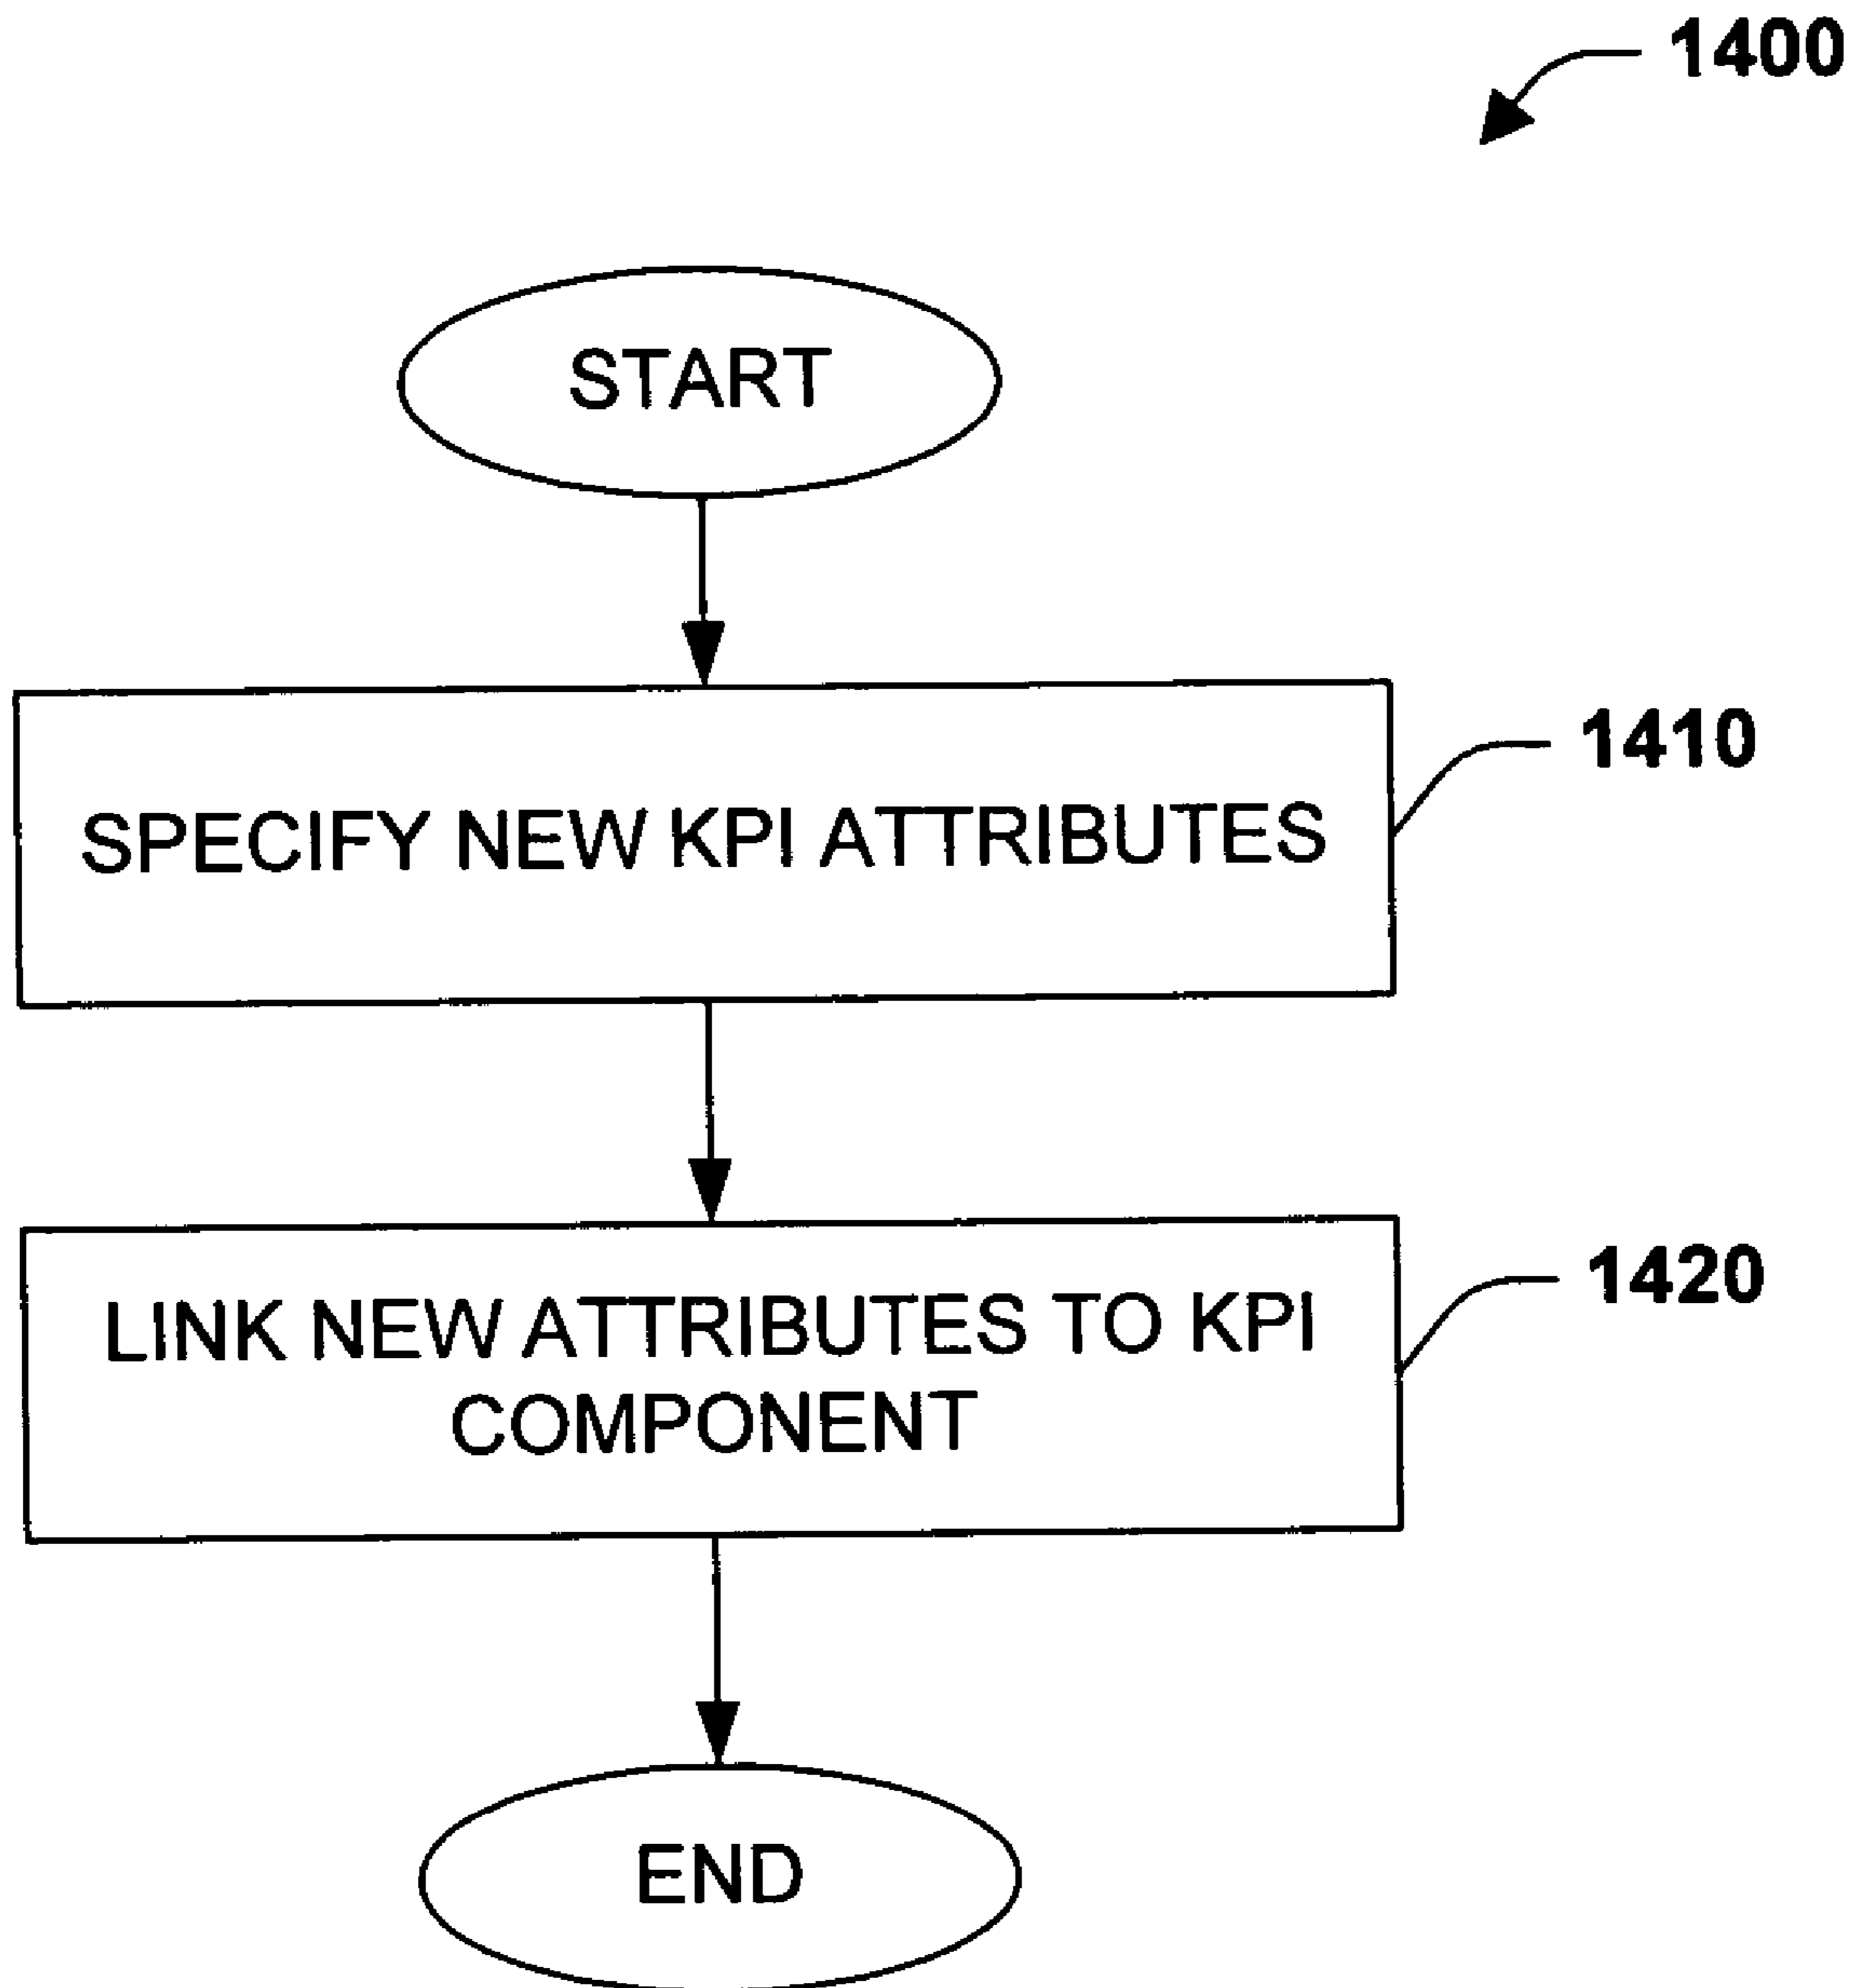 1400
START
SPECIFY NEW KPI ATTRIBUTES
1410
LINK NEW ATTRIBUTES TO KPI
COMPONENT
1420
END